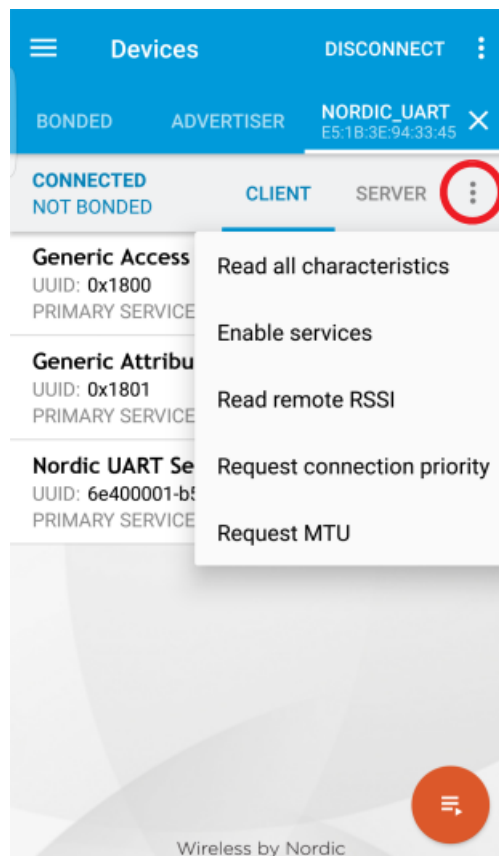 Devices
DISCONNECT
BONDED
ADVERTISER
NORDIC_UART
E5:1B:3E:94:33:45
CONNECTED
NOT BONDED
CLIENT
SERVER
Generic Access
UUID: 0x1800
PRIMARY SERVICE
Generic Attribu
UUID: 0x1801
PRIMARY SERVICE
Nordic UART Se
UUID: 6e400001-b5
PRIMARY SERVICE
Read all characteristics
Enable services
Read remote RSSI
Request connection priority
Request MTU
Wireless by Nordic